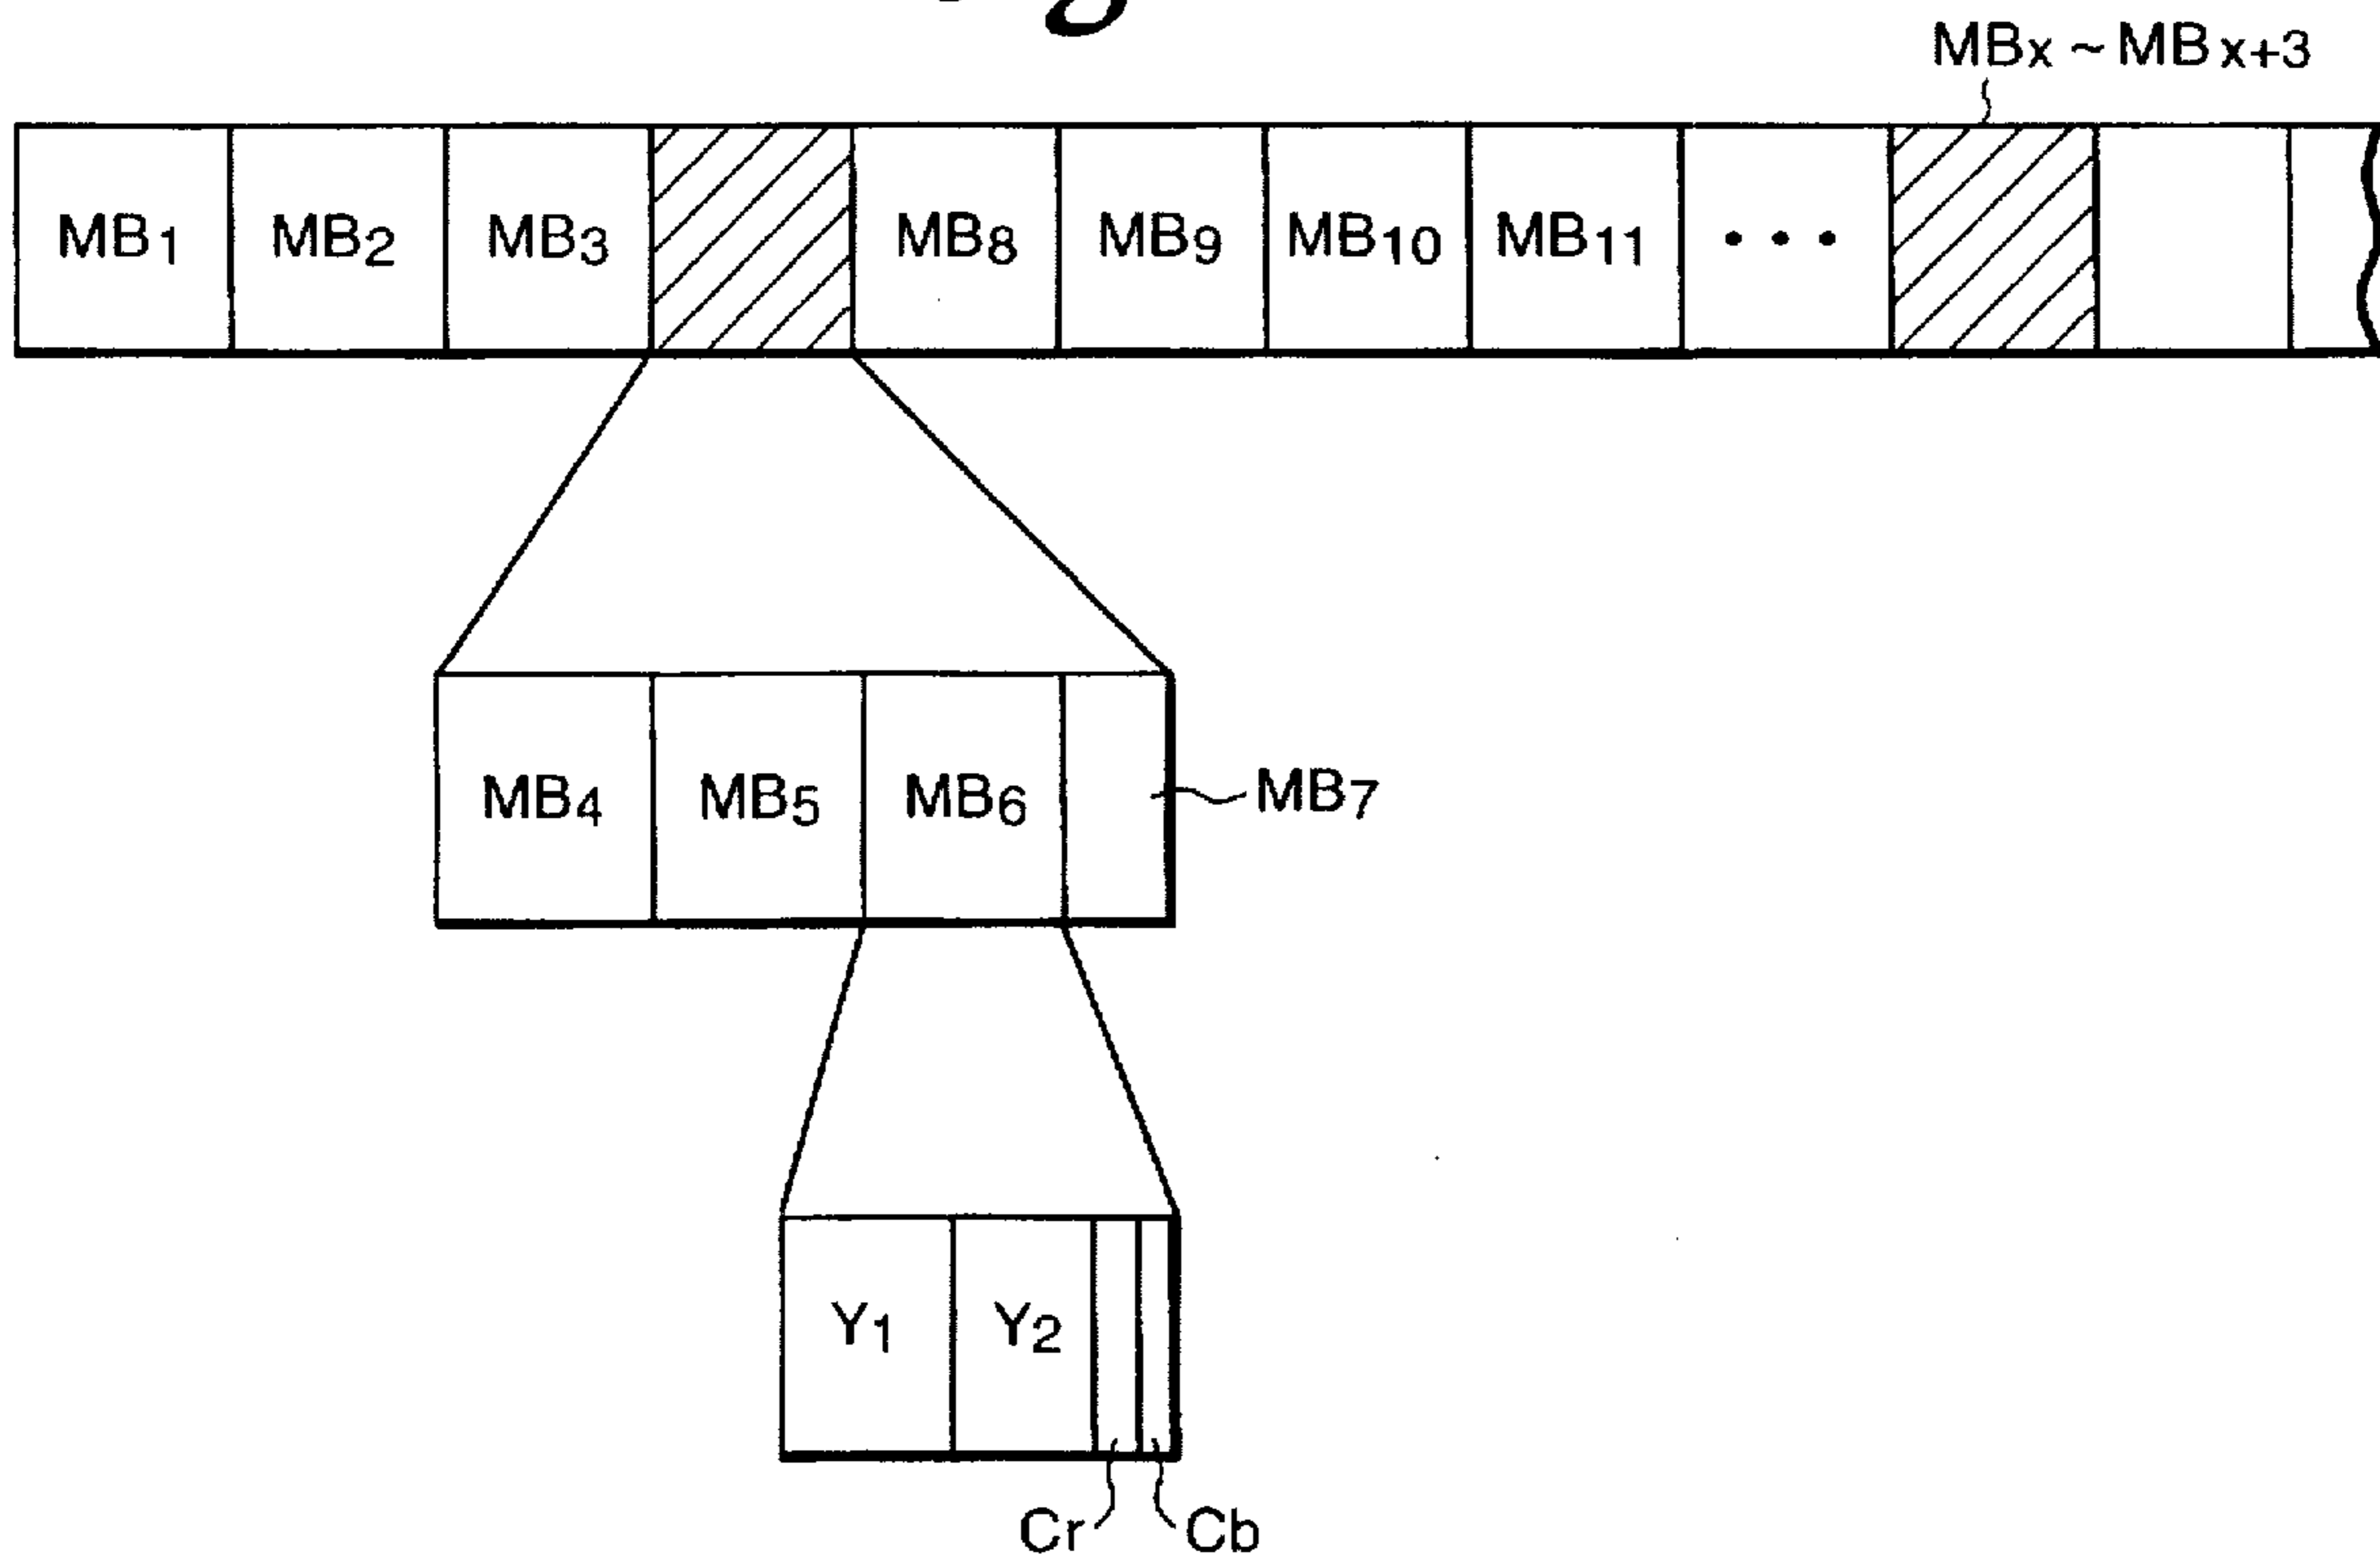 MBx ~ MBx+3
MB1 MB2 MB3 MB8 MB9 MB10 MB11 • • •
MB4 MB5 MB6 MB7
Y1 Y2
Cr Cb